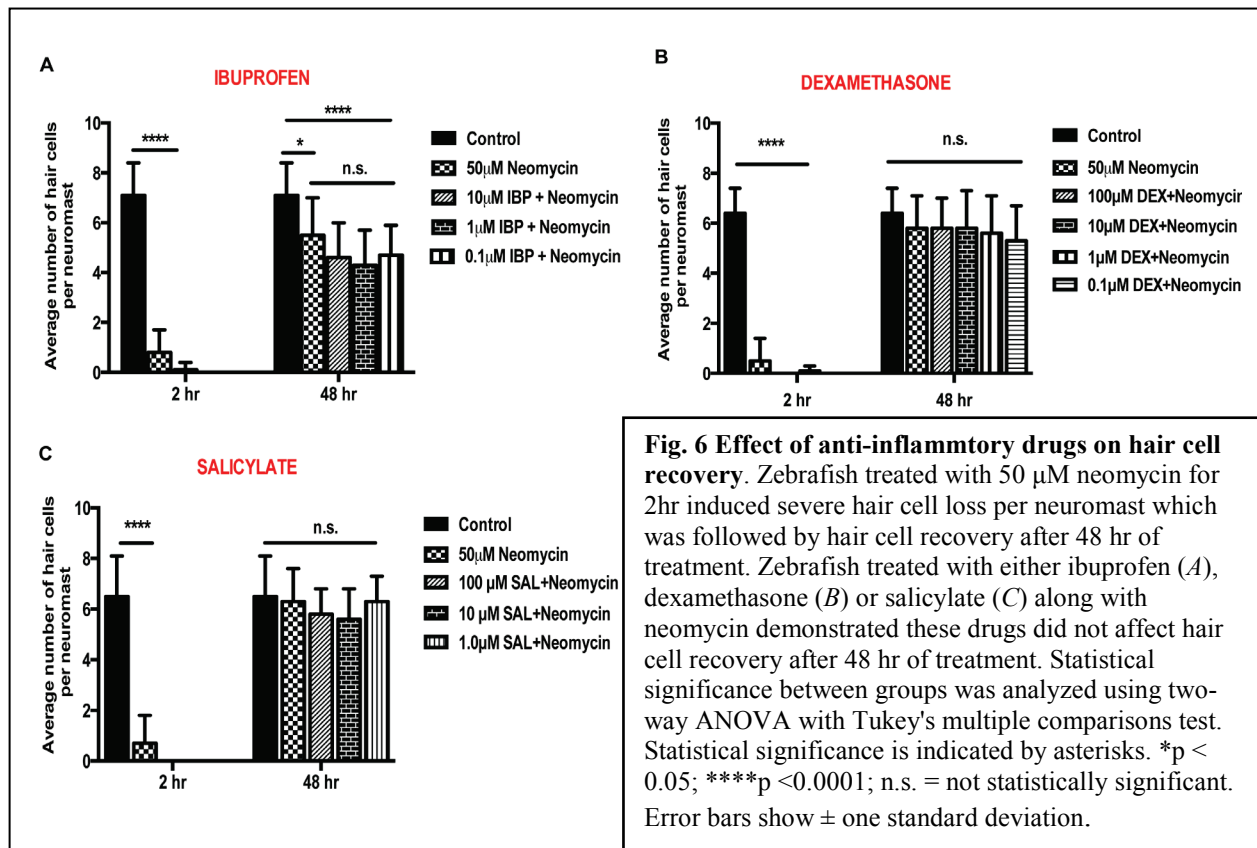 A
IBUPROFEN
Average number of hair cells
per neuromast
10
8
6
4
2
0
****
****
*
n.s.
2 hr
48 hr
Control
50μM Neomycin
10μM IBP + Neomycin
1μM IBP + Neomycin
0.1μM IBP + Neomycin
B
DEXAMETHASONE
Average number of hair cells
per neuromast
10
8
6
4
2
0
****
n.s.
2 hr
48 hr
Control
50μM Neomycin
100μM DEX+Neomycir
10μM DEX+Neomycin
1μM DEX+Neomycin
0.1μM DEX+Neomycin
C
SALICYLATE
Average number of hair cells
per neuromast
10
8
6
4
2
0
****
n.s.
2 hr
48 hr
Control
50μM Neomycin
100 μM SAL+Neomycin
10 μM SAL+Neomycin
1.0μM SAL+Neomycin
Fig. 6 Effect of anti-inflammtory drugs on hair cell
recovery. Zebrafish treated with 50 μM neomycin for
2hr induced severe hair cell loss per neuromast which
was followed by hair cell recovery after 48 hr of
treatment. Zebrafish treated with either ibuprofen (A),
dexamethasone (B) or salicylate (C) along with
neomycin demonstrated these drugs did not affect hair
cell recovery after 48 hr of treatment. Statistical
significance between groups was analyzed using two-
way ANOVA with Tukey's multiple comparisons test.
Statistical significance is indicated by asterisks. *p <
0.05; ****p <0.0001; n.s. = not statistically significant.
Error bars show ± one standard deviation.